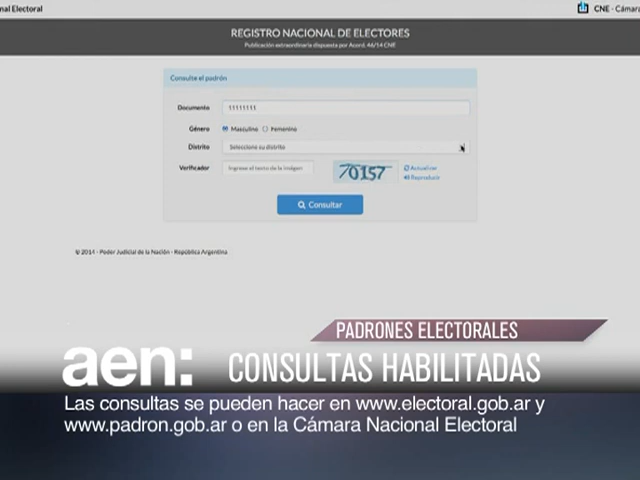 nal Electoral
CNE - Cámara
REGISTRO NACIONAL DE ELECTORES
Publicación extraordinaria dispuesta por Acord. 46/14 CNE
Consulte el padrón
Documento 11111111
Género Masculino Femenino
Distrito Seleccione su distrito
Verificador Ingrese el texto de la imágen 70157 Actualizar
Reproducir
Consultar
© 2014 - Poder Judicial de la Nación - República Argentina
PADRONES ELECTORALES
aen: CONSULTAS HABILITADAS
Las consultas se pueden hacer en www.electoral.gob.ar y
www.padron.gob.ar o en la Cámara Nacional Electoral